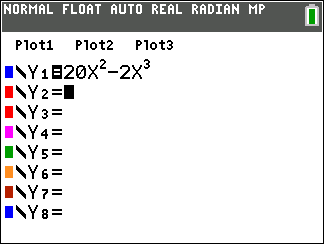 NORMAL FLOAT AUTO REAL RADIAN MP
Plot1 Plot2 Plot3
\Y₁=20X²-2X³
\Y₂=
\Y₃=
\Y₄=
\Y₅=
\Y₆=
\Y₇=
\Y₈=